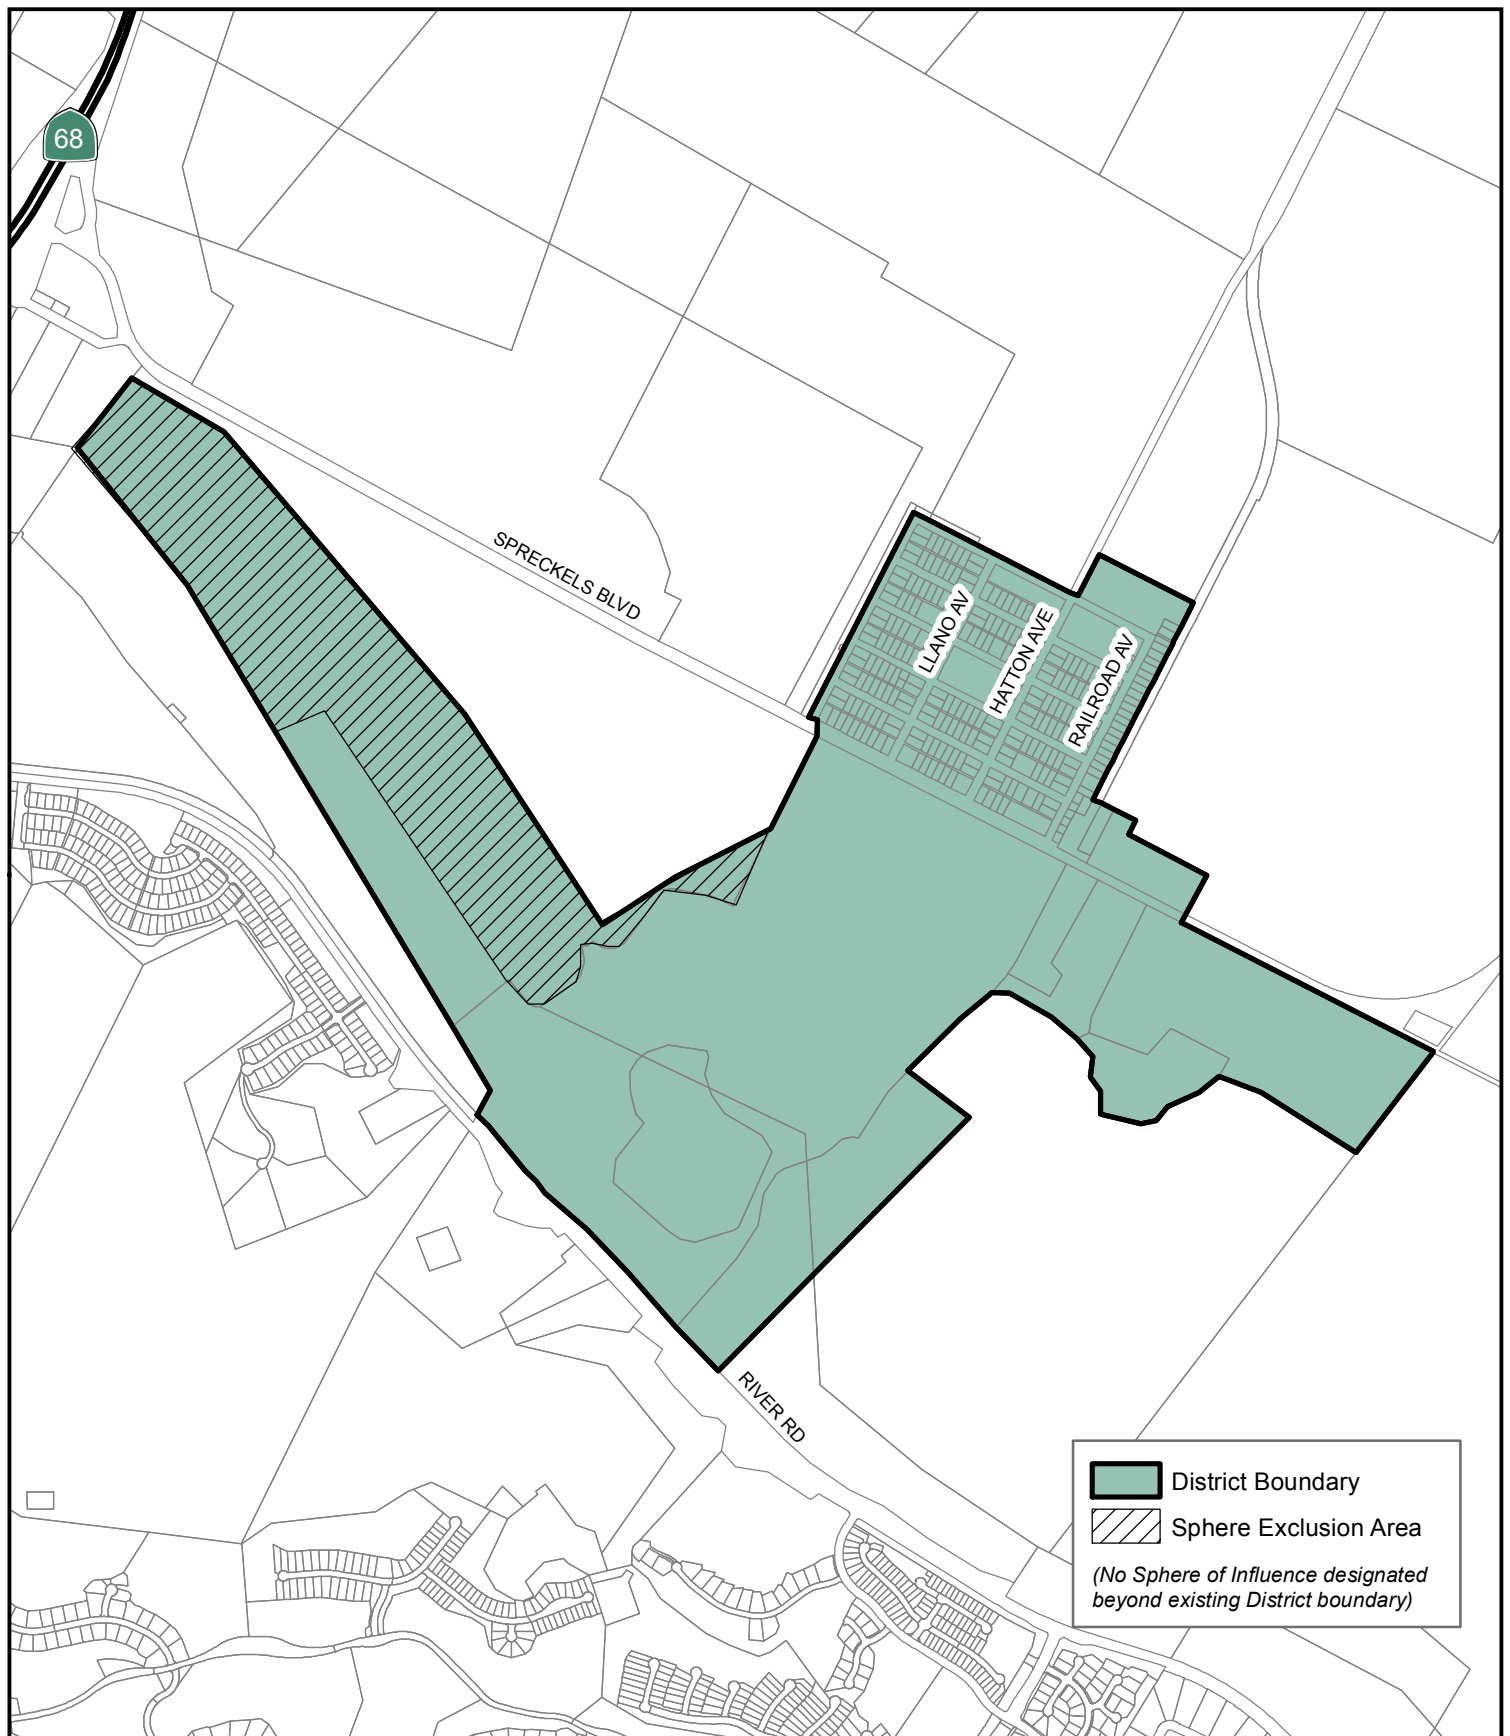 68
SPRECKELS BLVD
LLANO AV
HATTON AVE
RAILROAD AV
RIVER RD
District Boundary
Sphere Exclusion Area
(No Sphere of Influence designated
beyond existing District boundary)